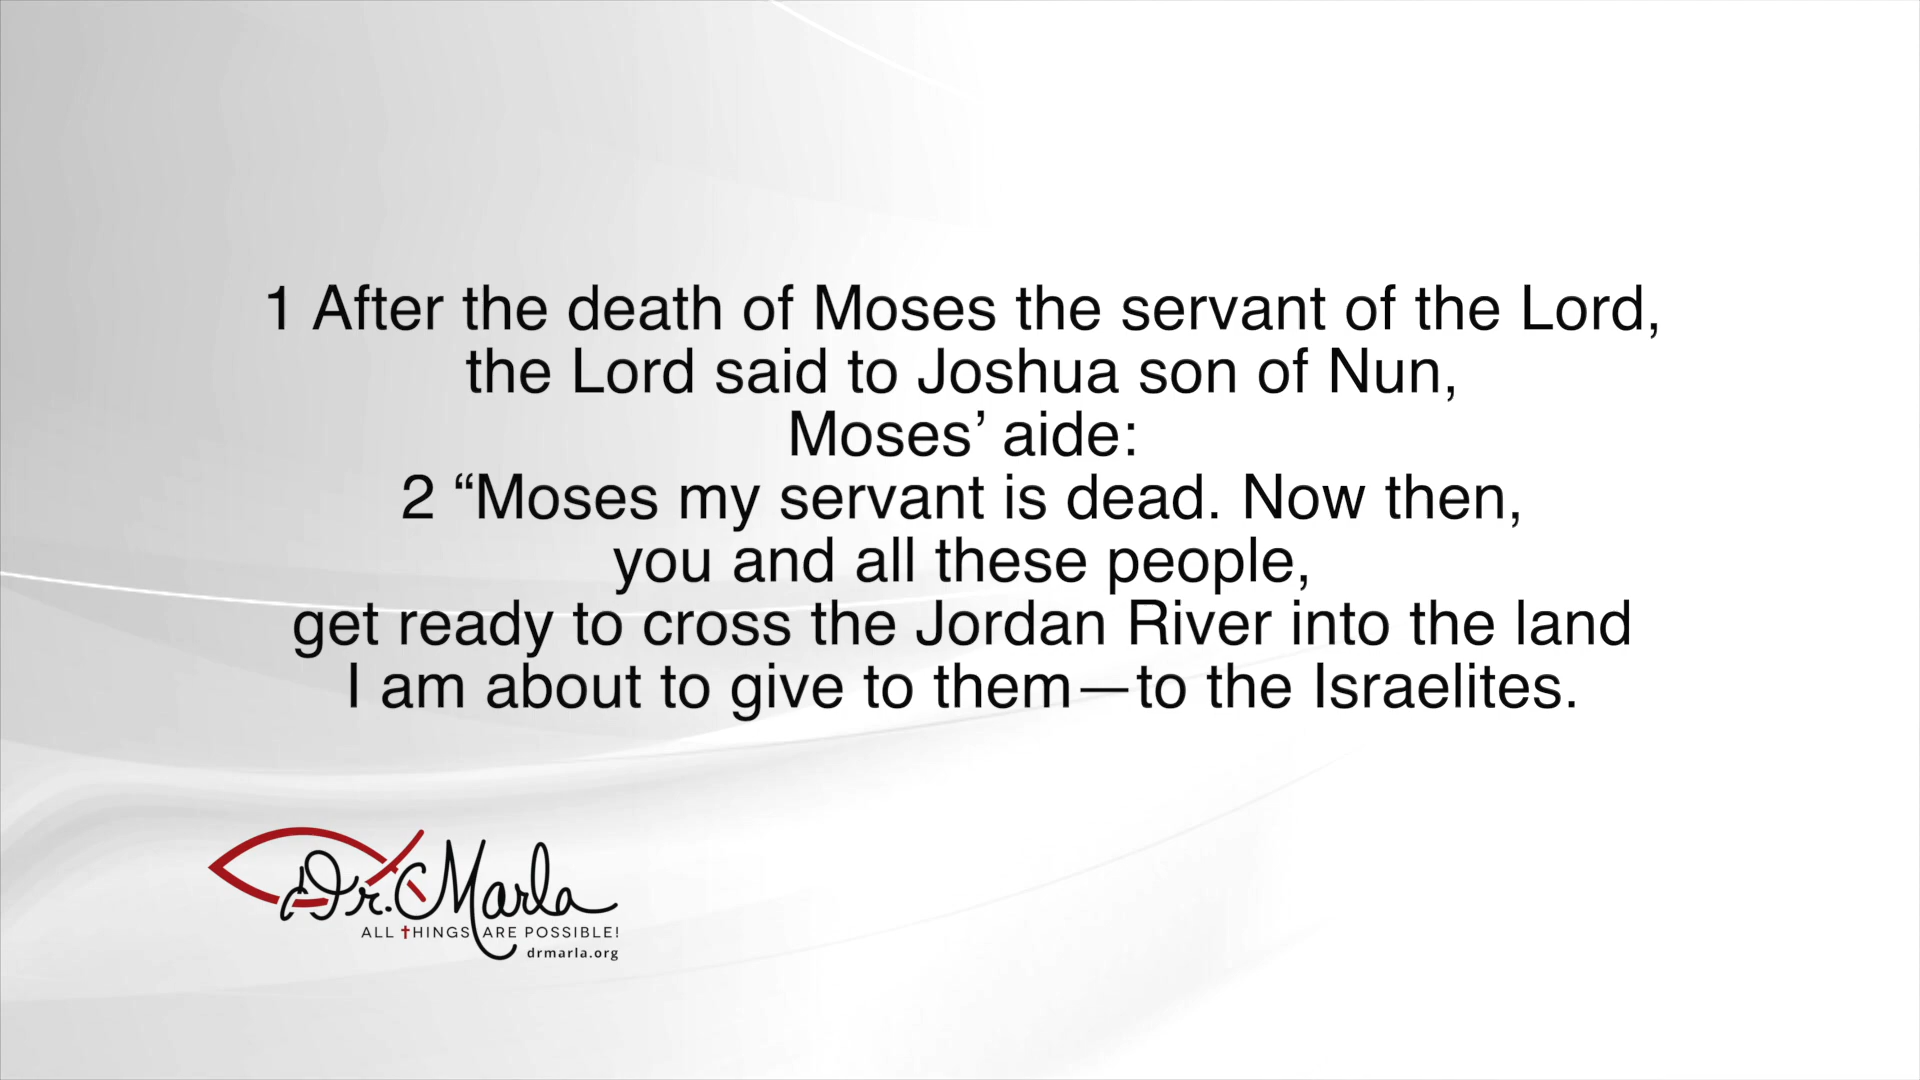 1 After the death of Moses the servant of the Lord,
the Lord said to Joshua son of Nun,
Moses’ aide:
2 “Moses my servant is dead. Now then,
you and all these people,
get ready to cross the Jordan River into the land
I am about to give to them—to the Israelites.
Dr. Marla
ALL THINGS ARE POSSIBLE!
drmarla.org